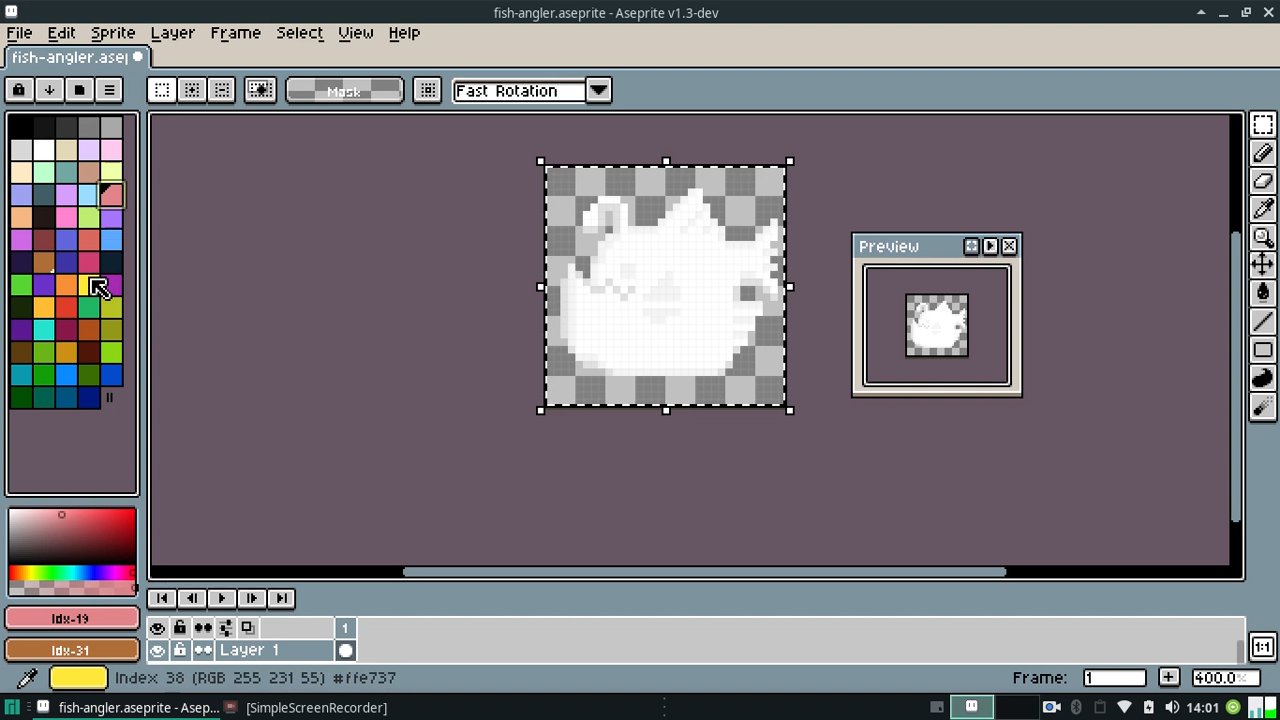 fish-angler.aseprite - Aseprite v1.3-dev
File Edit Sprite Layer Frame Select View Help
fish-angler.asep
Mask
Fast Rotation
Preview
Idx-19
Idx-31
1
Layer 1
1:1
Index 38 (RGB 255 231 55) #ffe737
Frame: 1 400.0%
fish-angler.aseprite - Asep... [SimpleScreenRecorder] 14:01